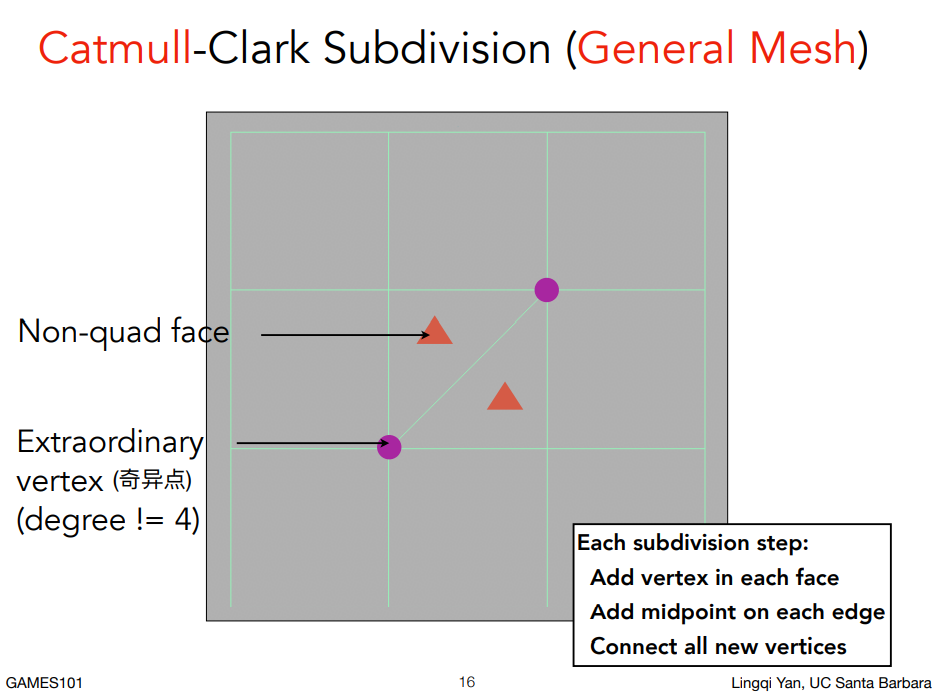 Catmull-Clark Subdivision (General Mesh)
Non-quad face
Extraordinary
vertex (奇异点)
(degree != 4)
Each subdivision step:
Add vertex in each face
Add midpoint on each edge
Connect all new vertices
GAMES101
16
Lingqi Yan, UC Santa Barbara